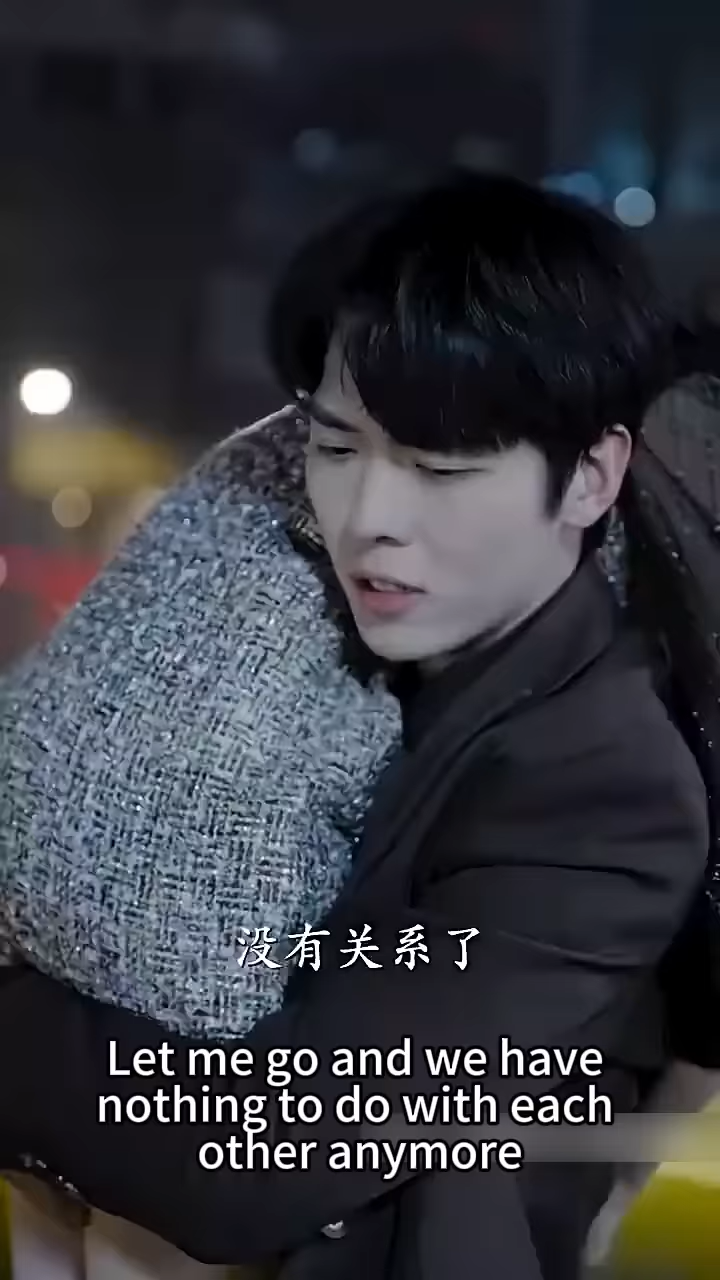 没有关系了
Let me go and we have
nothing to do with each
other anymore